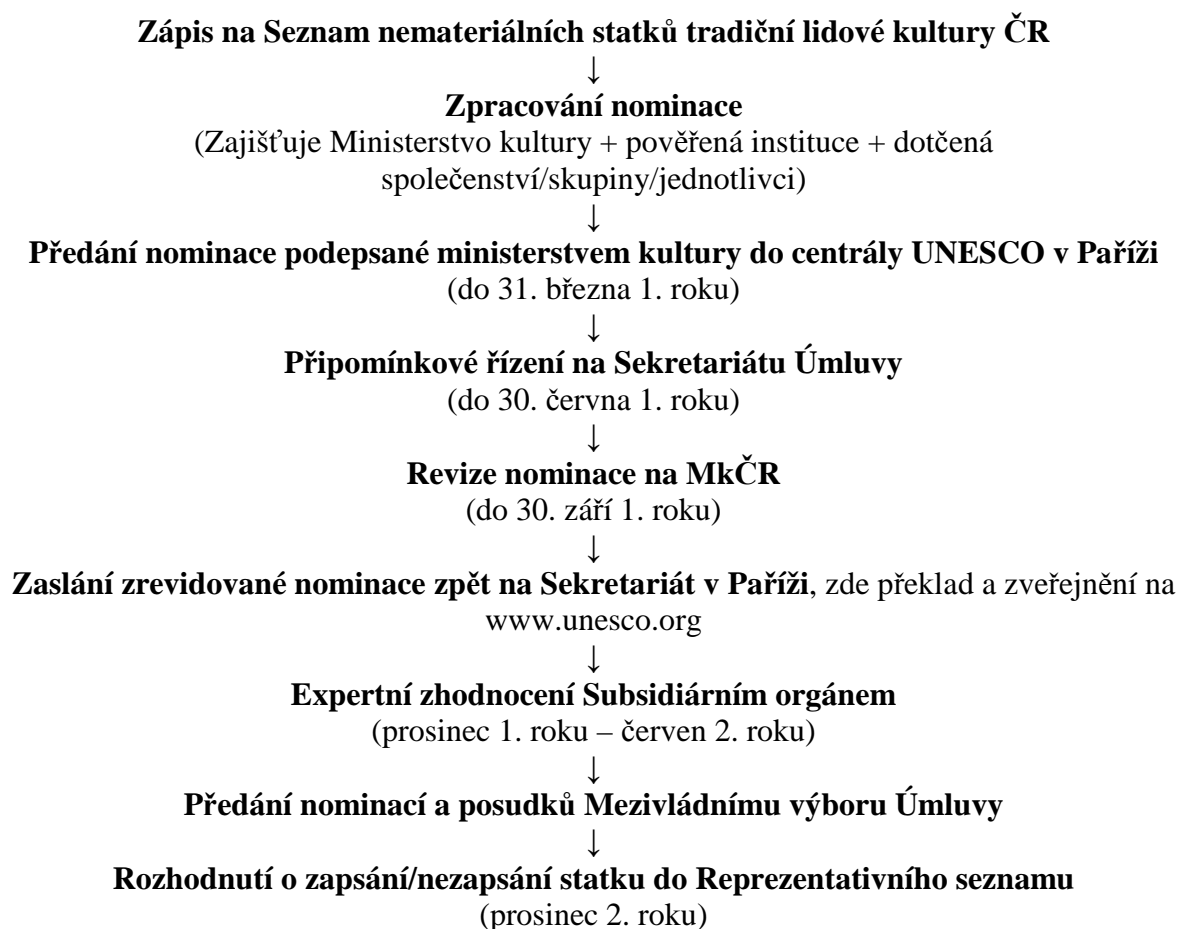 Zápis na Seznam nemateriálních statků tradiční lidové kultury ČR
↓
Zpracování nominace
(Zajišťuje Ministerstvo kultury + pověřená instituce + dotčená
společenství/skupiny/jednotlivci)
↓
Předání nominace podepsané ministerstvem kultury do centrály UNESCO v Paříži
(do 31. března 1. roku)
↓
Připomínkové řízení na Sekretariátu Úmluvy
(do 30. června 1. roku)
↓
Revize nominace na MkČR
(do 30. září 1. roku)
↓
Zaslání zrevidované nominace zpět na Sekretariát v Paříži, zde překlad a zveřejnění na
www.unesco.org
↓
Expertní zhodnocení Subsidiárním orgánem
(prosinec 1. roku – červen 2. roku)
↓
Předání nominací a posudků Mezivládnímu výboru Úmluvy
↓
Rozhodnutí o zapsání/nezapsání statku do Reprezentativního seznamu
(prosinec 2. roku)